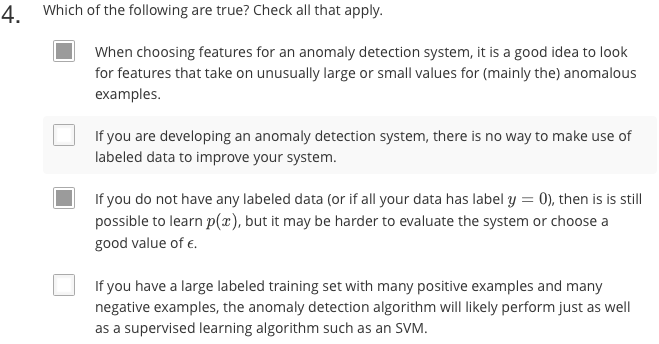 4. Which of the following are true? Check all that apply.
When choosing features for an anomaly detection system, it is a good idea to look
for features that take on unusually large or small values for (mainly the) anomalous
examples.
If you are developing an anomaly detection system, there is no way to make use of
labeled data to improve your system.
If you do not have any labeled data (or if all your data has label y = 0), then is is still
possible to learn p(x), but it may be harder to evaluate the system or choose a
good value of ϵ.
If you have a large labeled training set with many positive examples and many
negative examples, the anomaly detection algorithm will likely perform just as well
as a supervised learning algorithm such as an SVM.